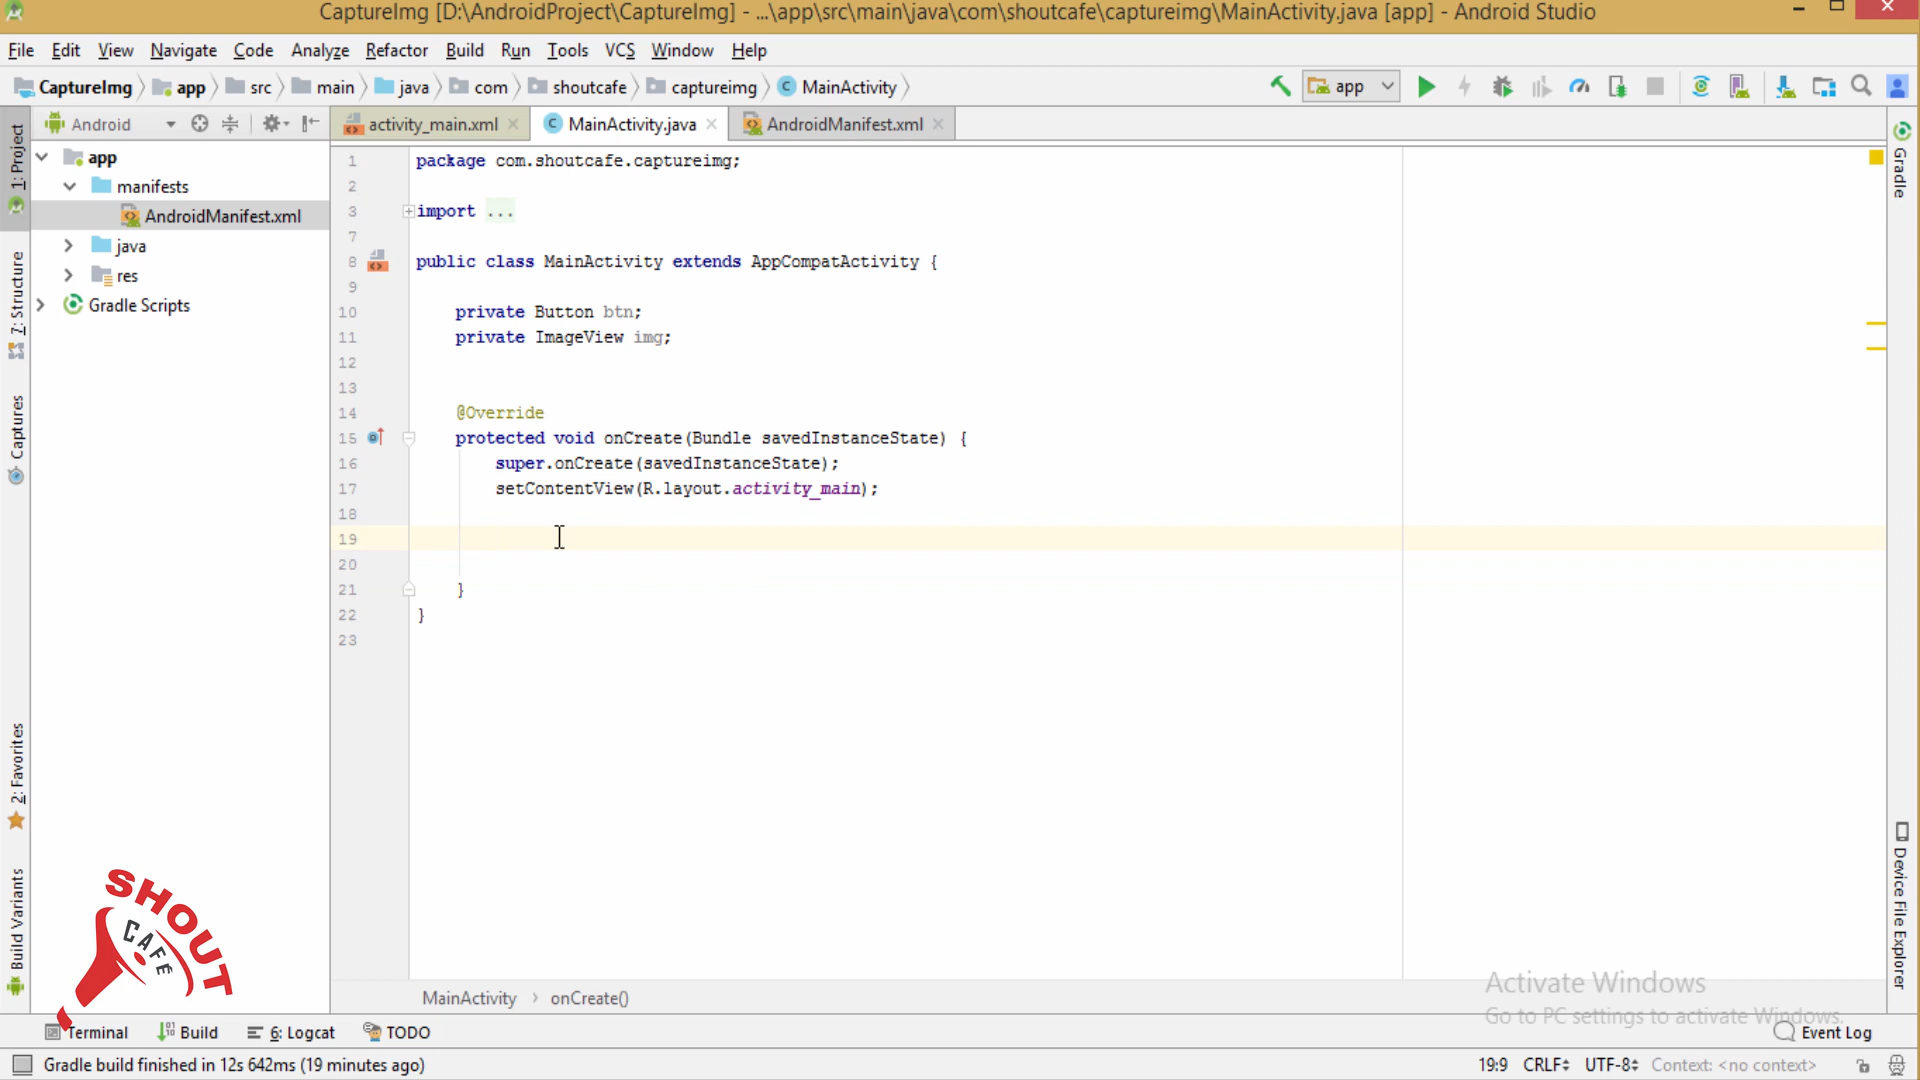 CaptureImg [D:\AndroidProject\CaptureImg] - ...\app\src\main\java\com\shoutcafe\captureimg\MainActivity.java [app] - Android Studio
File Edit View Navigate Code Analyze Refactor Build Run Tools VCS Window Help
CaptureImg app src main java com shoutcafe captureimg MainActivity app
Android activity_main.xml MainActivity.java AndroidManifest.xml
1: Project
7: Structure
Captures
2: Favorites
Build Variants
app
manifests
AndroidManifest.xml
java
res
Gradle Scripts
1 package com.shoutcafe.captureimg;
2
3 import ...
7
8 public class MainActivity extends AppCompatActivity {
9
10 private Button btn;
11 private ImageView img;
12
13
14 @Override
15 protected void onCreate(Bundle savedInstanceState) {
16 super.onCreate(savedInstanceState);
17 setContentView(R.layout.activity_main);
18
19
20
21 }
22 }
23
Gradle
Device File Explorer
SHOUT
CAFE
Activate Windows
Go to PC settings to activate Windows.
MainActivity › onCreate()
Terminal Build 6: Logcat TODO Event Log
Gradle build finished in 12s 642ms (19 minutes ago) 19:9 CRLF UTF-8 Context: <no context>